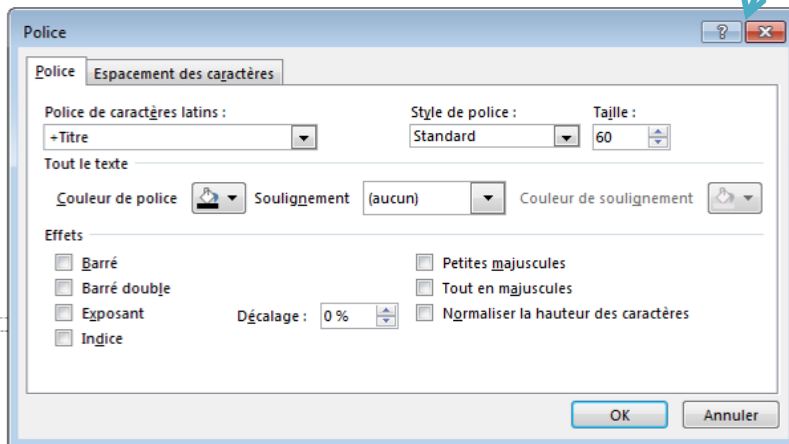 Police
Police Espacement des caractères
Police de caractères latins : Style de police : Taille :
+Titre Standard 60
Tout le texte
Couleur de police Soulignement (aucun) Couleur de soulignement
Effets
Barré Petites majuscules
Barré double Tout en majuscules
Exposant Décalage : 0 % Normaliser la hauteur des caractères
Indice
OK Annuler